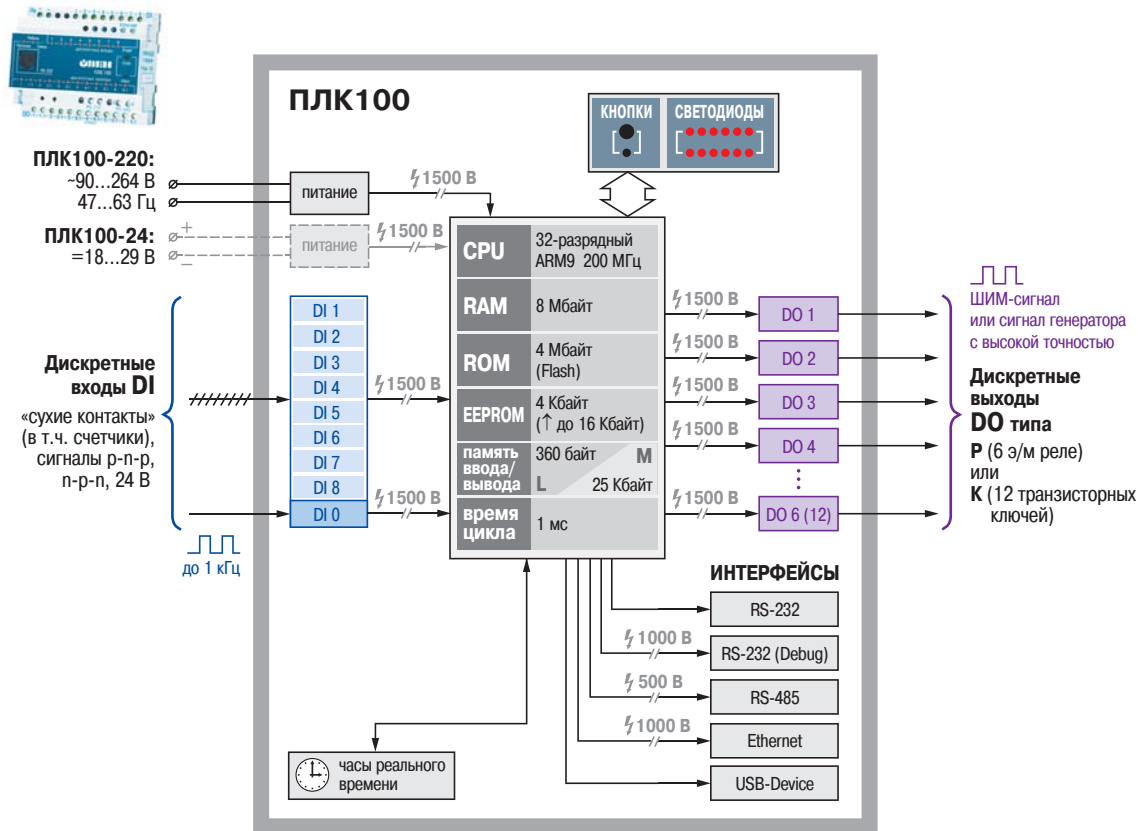 ОВЕН
ПЛК100
КНОПКИ
СВЕТОДИОДЫ
ПЛК100-220:
~90...264 В
47...63 Гц
питание
1500 В
ПЛК100-24:
=18...29 В
+
–
питание
1500 В
CPU
32-разрядный
ARM9 200 МГц
RAM
8 Мбайт
ROM
4 Мбайт
(Flash)
EEPROM
4 Кбайт
(↑ до 16 Кбайт)
память
ввода/
вывода
360 байт
M
L
25 Кбайт
время
цикла
1 мс
Дискретные
входы DI
«сухие контакты»
(в т.ч. счетчики),
сигналы p-n-p,
n-p-n, 24 В
до 1 кГц
DI 1
DI 2
DI 3
DI 4
DI 5
DI 6
DI 7
DI 8
DI 0
1500 В
1500 В
1500 В
DO 1
1500 В
DO 2
1500 В
DO 3
1500 В
DO 4
1500 В
DO 6 (12)
ШИМ-сигнал
или сигнал генератора
с высокой точностью
Дискретные
выходы
DO типа
Р (6 э/м реле)
или
К (12 транзисторных
ключей)
ИНТЕРФЕЙСЫ
RS-232
1000 В
RS-232 (Debug)
500 В
RS-485
1000 В
Ethernet
USB-Device
часы реального
времени